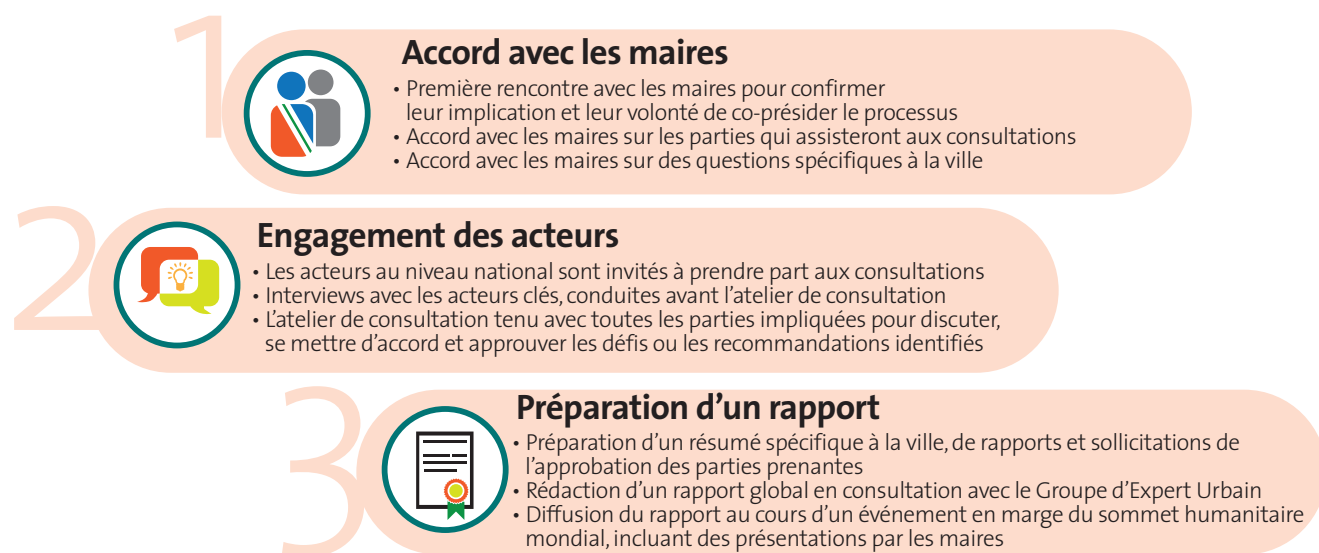 1
Accord avec les maires
• Première rencontre avec les maires pour confirmer
leur implication et leur volonté de co-présider le processus
• Accord avec les maires sur les parties qui assisteront aux consultations
• Accord avec les maires sur des questions spécifiques à la ville
2
Engagement des acteurs
• Les acteurs au niveau national sont invités à prendre part aux consultations
• Interviews avec les acteurs clés, conduites avant l’atelier de consultation
• L’atelier de consultation tenu avec toutes les parties impliquées pour discuter,
se mettre d’accord et approuver les défis ou les recommandations identifiés
3
Préparation d’un rapport
• Préparation d’un résumé spécifique à la ville, de rapports et sollicitations de
l’approbation des parties prenantes
• Rédaction d’un rapport global en consultation avec le Groupe d’Expert Urbain
• Diffusion du rapport au cours d’un événement en marge du sommet humanitaire
mondial, incluant des présentations par les maires